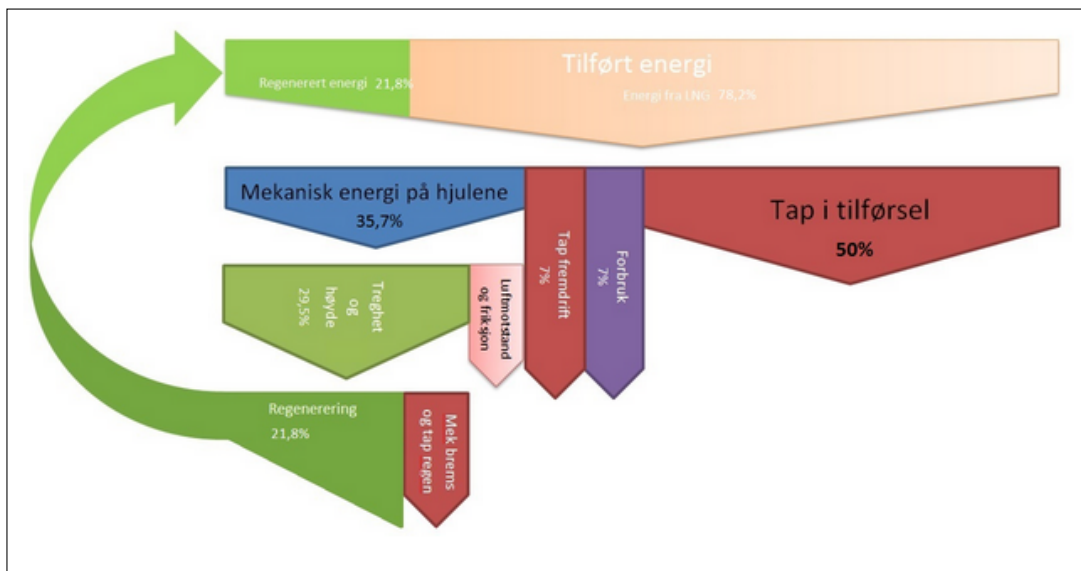 Tilført energi
Regenerert energi 21,8%
Energi fra LNG 78,2%
Mekanisk energi på hjulene
35,7%
Tap fremdrift
7%
Forbruk
7%
Tap i tilførsel
50%
Treghet
og
høyde
29,5%
Luftmotstand
og friksjon
Regenerering
21,8%
Mek brems
og tap regen